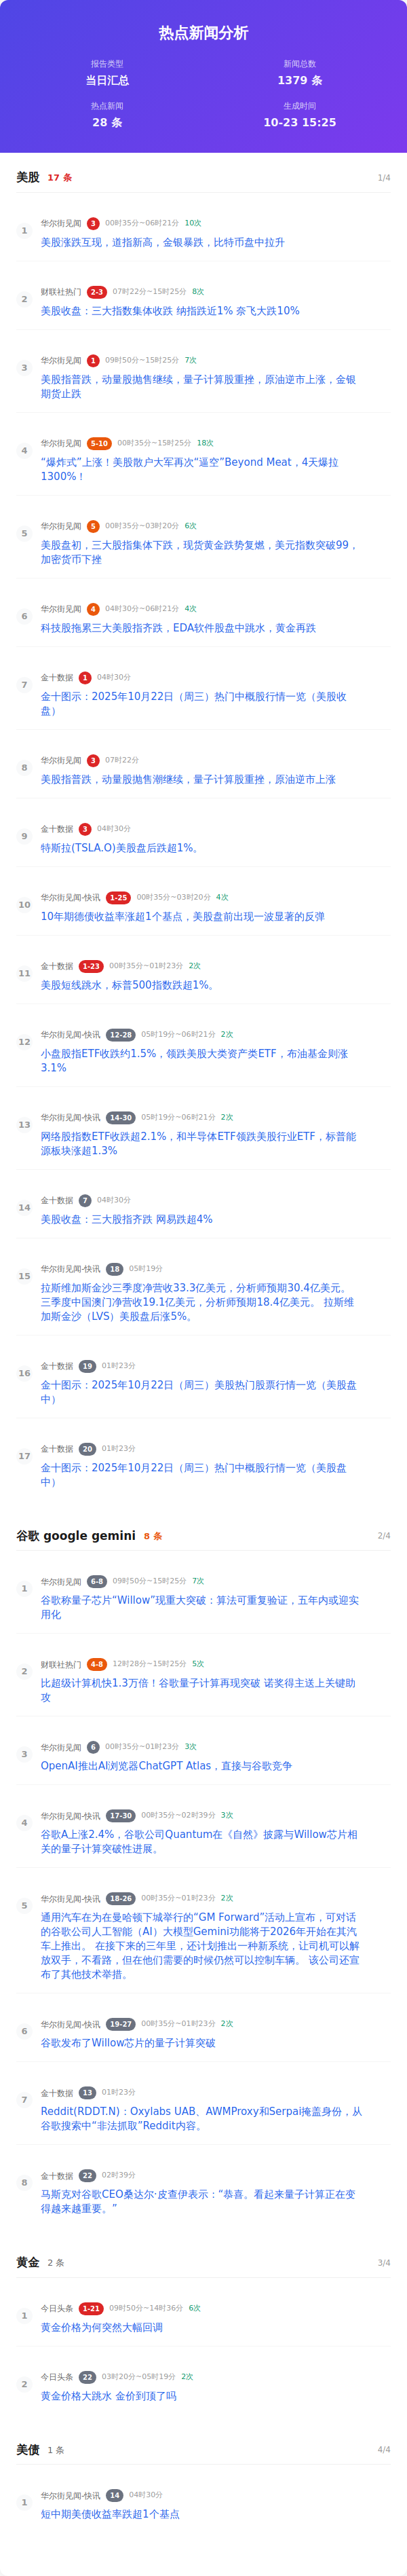 热点新闻分析
报告类型
当日汇总
新闻总数
1379 条
热点新闻
28 条
生成时间
10-23 15:25
美股 17 条 1/4
1
华尔街见闻 3 00时35分~06时21分 10次
美股涨跌互现，道指新高，金银暴跌，比特币盘中拉升
2
财联社热门 2-3 07时22分~15时25分 8次
美股收盘：三大指数集体收跌 纳指跌近1% 奈飞大跌10%
3
华尔街见闻 1 09时50分~15时25分 7次
美股指普跌，动量股抛售潮继续，量子计算股重挫，原油逆市上涨，金银
期货止跌
4
华尔街见闻 5-10 00时35分~15时25分 18次
“爆炸式”上涨！美股散户大军再次“逼空”Beyond Meat，4天爆拉
1300%！
5
华尔街见闻 5 00时35分~03时20分 6次
美股盘初，三大股指集体下跌，现货黄金跌势复燃，美元指数突破99，
加密货币下挫
6
华尔街见闻 4 04时30分~06时21分 4次
科技股拖累三大美股指齐跌，EDA软件股盘中跳水，黄金再跌
7
金十数据 1 04时30分
金十图示：2025年10月22日（周三）热门中概股行情一览（美股收
盘）
8
华尔街见闻 3 07时22分
美股指普跌，动量股抛售潮继续，量子计算股重挫，原油逆市上涨
9
金十数据 3 04时30分
特斯拉(TSLA.O)美股盘后跌超1%。
10
华尔街见闻-快讯 1-25 00时35分~03时20分 4次
10年期德债收益率涨超1个基点，美股盘前出现一波显著的反弹
11
金十数据 1-23 00时35分~01时23分 2次
美股短线跳水，标普500指数跌超1%。
12
华尔街见闻-快讯 12-28 05时19分~06时21分 2次
小盘股指ETF收跌约1.5%，领跌美股大类资产类ETF，布油基金则涨
3.1%
13
华尔街见闻-快讯 14-30 05时19分~06时21分 2次
网络股指数ETF收跌超2.1%，和半导体ETF领跌美股行业ETF，标普能
源板块涨超1.3%
14
金十数据 7 04时30分
美股收盘：三大股指齐跌 网易跌超4%
15
华尔街见闻-快讯 18 05时19分
拉斯维加斯金沙三季度净营收33.3亿美元，分析师预期30.4亿美元。
三季度中国澳门净营收19.1亿美元，分析师预期18.4亿美元。 拉斯维
加斯金沙（LVS）美股盘后涨5%。
16
金十数据 19 01时23分
金十图示：2025年10月22日（周三）美股热门股票行情一览（美股盘
中）
17
金十数据 20 01时23分
金十图示：2025年10月22日（周三）热门中概股行情一览（美股盘
中）
谷歌 google gemini 8 条 2/4
1
华尔街见闻 6-8 09时50分~15时25分 7次
谷歌称量子芯片“Willow”现重大突破：算法可重复验证，五年内或迎实
用化
2
财联社热门 4-8 12时28分~15时25分 5次
比超级计算机快1.3万倍！谷歌量子计算再现突破 诺奖得主送上关键助
攻
3
华尔街见闻 6 00时35分~01时23分 3次
OpenAI推出AI浏览器ChatGPT Atlas，直接与谷歌竞争
4
华尔街见闻-快讯 17-30 00时35分~02时39分 3次
谷歌A上涨2.4%，谷歌公司Quantum在《自然》披露与Willow芯片相
关的量子计算突破性进展。
5
华尔街见闻-快讯 18-26 00时35分~01时23分 2次
通用汽车在为在曼哈顿下城举行的“GM Forward”活动上宣布，可对话
的谷歌公司人工智能（AI）大模型Gemini功能将于2026年开始在其汽
车上推出。 在接下来的三年里，还计划推出一种新系统，让司机可以解
放双手，不看路，但在他们需要的时候仍然可以控制车辆。 该公司还宣
布了其他技术举措。
6
华尔街见闻-快讯 19-27 00时35分~01时23分 2次
谷歌发布了Willow芯片的量子计算突破
7
金十数据 13 01时23分
Reddit(RDDT.N)：Oxylabs UAB、AWMProxy和Serpai掩盖身份，从
谷歌搜索中“非法抓取”Reddit内容。
8
金十数据 22 02时39分
马斯克对谷歌CEO桑达尔·皮查伊表示：“恭喜。看起来量子计算正在变
得越来越重要。”
黄金 2 条 3/4
1
今日头条 1-21 09时50分~14时36分 6次
黄金价格为何突然大幅回调
2
今日头条 22 03时20分~05时19分 2次
黄金价格大跳水 金价到顶了吗
美债 1 条 4/4
1
华尔街见闻-快讯 14 04时30分
短中期美债收益率跌超1个基点